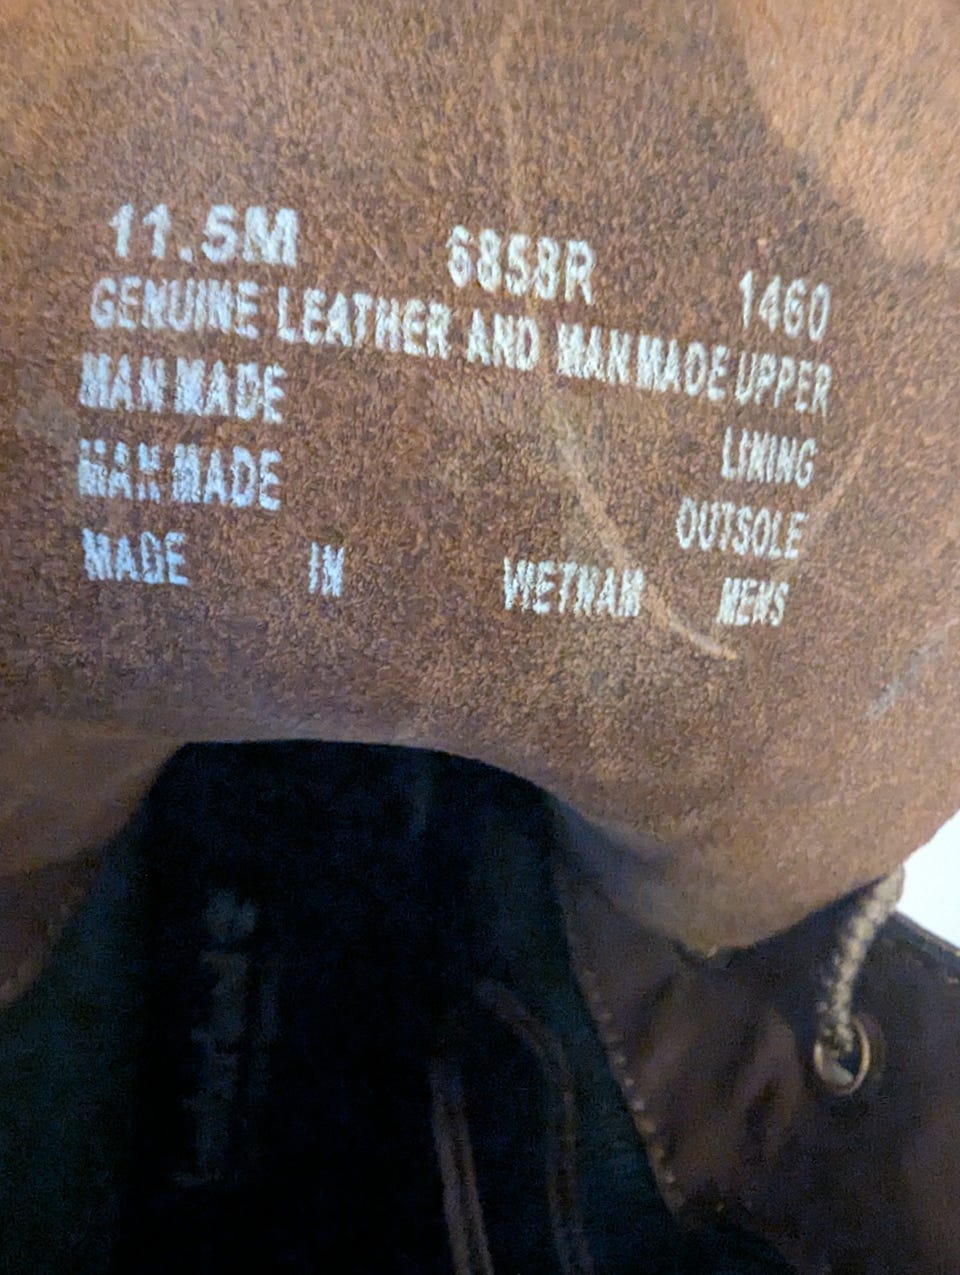 11.5M 6858R 1460
GENUINE LEATHER AND MAN MADE UPPER
MAN MADE LINING
MAN MADE OUTSOLE
MADE IN VIETNAM MENS